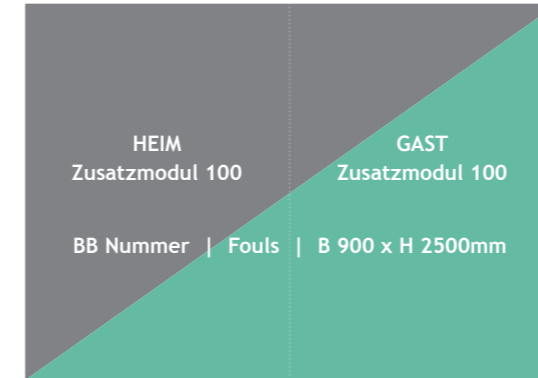 HEIM
Zusatzmodul 100
GAST
Zusatzmodul 100
BB Nummer | Fouls | B 900 x H 2500mm